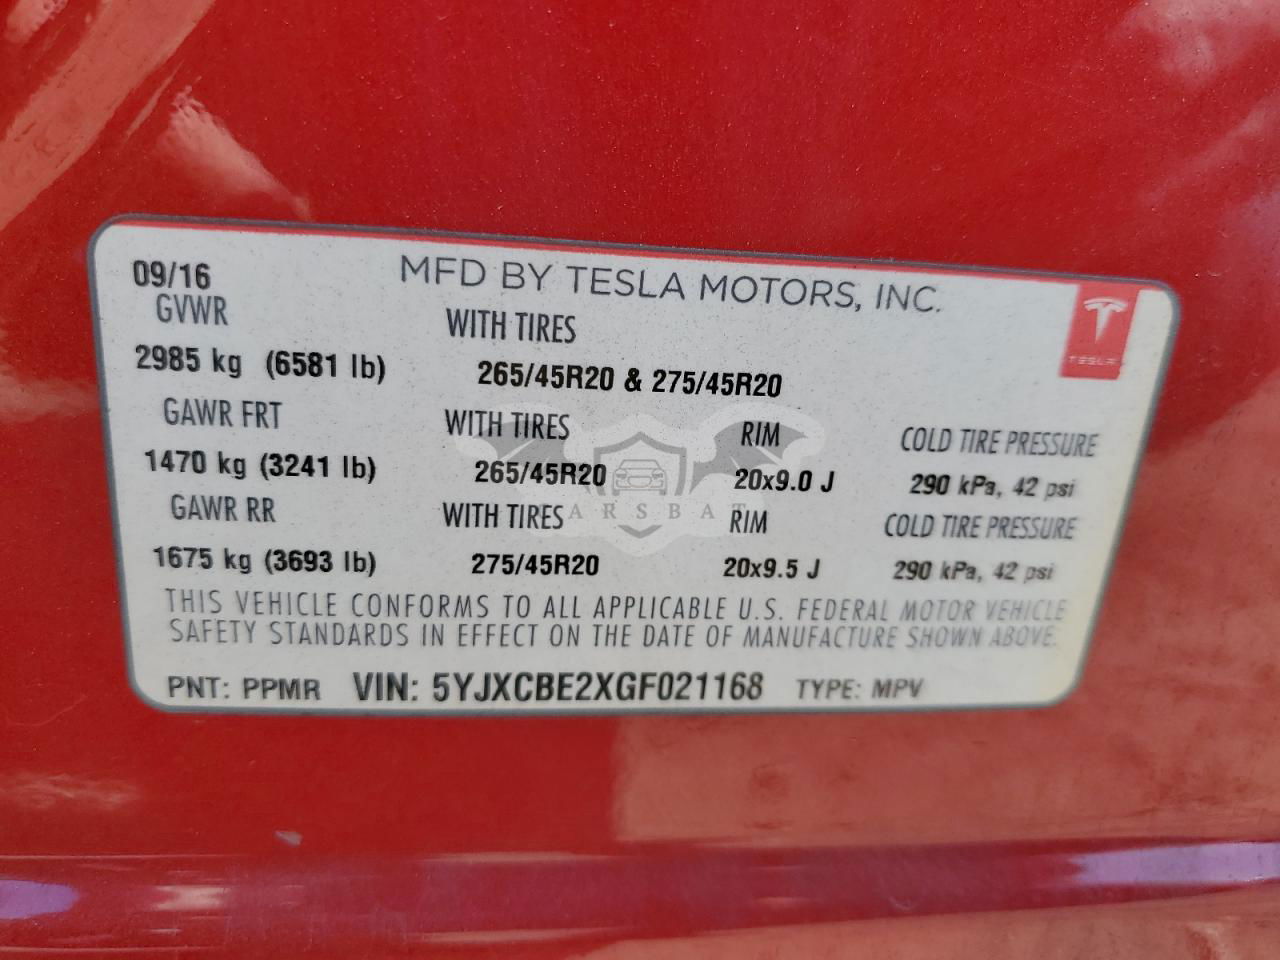 09/16 MFD BY TESLA MOTORS, INC.
GVWR WITH TIRES
2985 kg (6581 lb) 265/45R20 & 275/45R20
TESLA
GAWR FRT WITH TIRES RIM COLD TIRE PRESSURE
1470 kg (3241 lb) 265/45R20 20x9.0 J 290 kPa, 42 psi
ARSBAT
GAWR RR WITH TIRES RIM COLD TIRE PRESSURE
1675 kg (3693 lb) 275/45R20 20x9.5 J 290 kPa, 42 psi
THIS VEHICLE CONFORMS TO ALL APPLICABLE U.S. FEDERAL MOTOR VEHICLE
SAFETY STANDARDS IN EFFECT ON THE DATE OF MANUFACTURE SHOWN ABOVE.
PNT: PPMR VIN: 5YJXCBE2XGF021168 TYPE: MPV